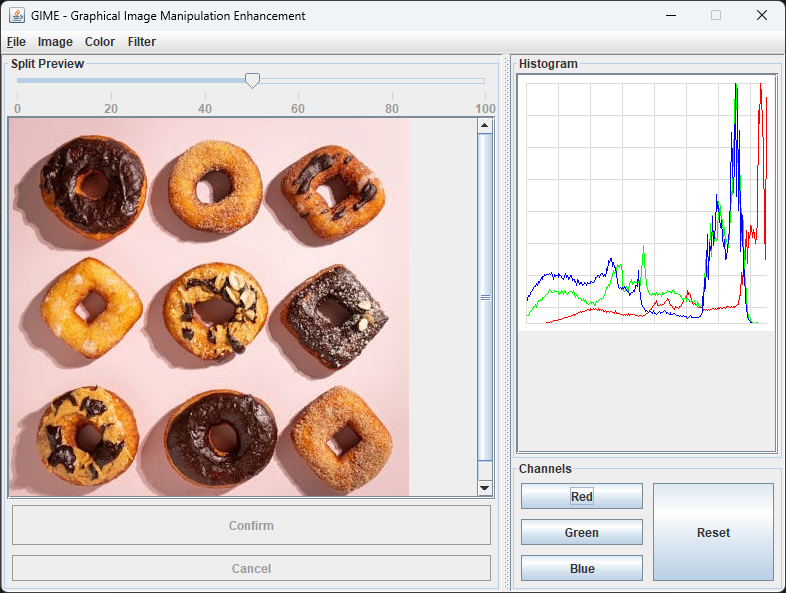 GIME - Graphical Image Manipulation Enhancement
File Image Color Filter
Split Preview
0 20 40 60 80 100
Confirm
Cancel
Histogram
Channels
Red
Green
Blue
Reset